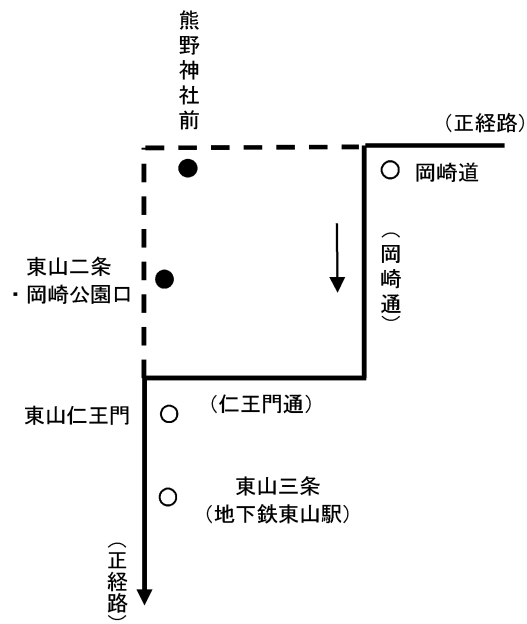 熊野神社前
（正経路）
岡崎道
（岡崎通）
東山二条
・岡崎公園口
（仁王門通）
東山仁王門
東山三条
（地下鉄東山駅）
（正経路）